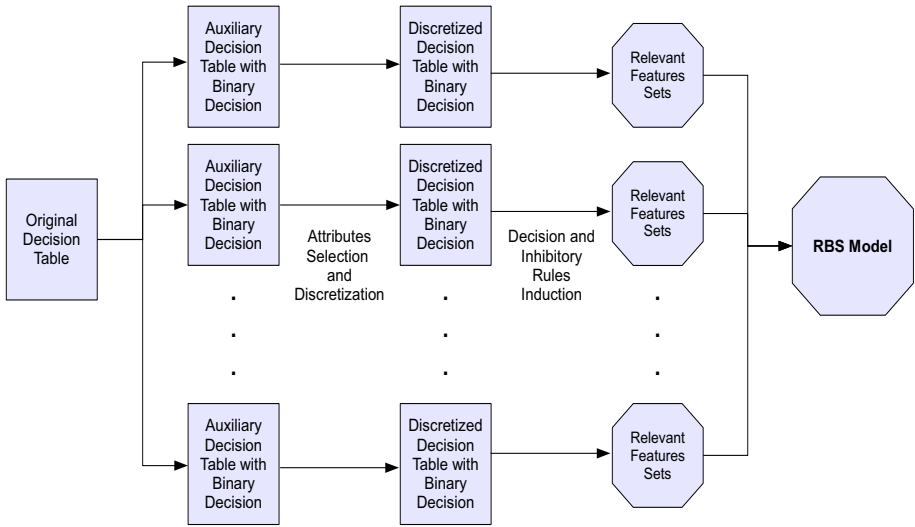 Auxiliary
Decision
Table with
Binary
Decision
Discretized
Decision
Table with
Binary
Decision
Relevant
Features
Sets
Original
Decision
Table
Auxiliary
Decision
Table with
Binary
Decision
Attributes
Selection
and
Discretization
Discretized
Decision
Table with
Binary
Decision
Decision and
Inhibitory
Rules
Induction
Relevant
Features
Sets
RBS Model
Auxiliary
Decision
Table with
Binary
Decision
Discretized
Decision
Table with
Binary
Decision
Relevant
Features
Sets